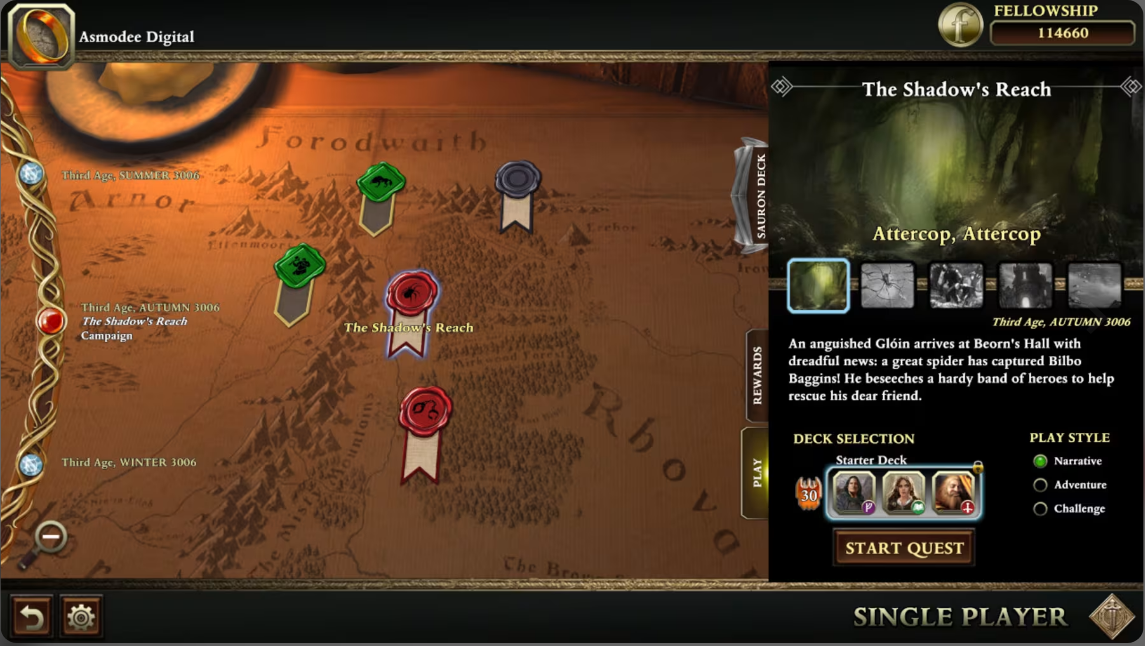 Asmodee Digital
FELLOWSHIP
114660
Forodwaith
Third Age, SUMMER 3006
Arnor
Ettenmoors
Erebor
Third Age, AUTUMN 3006
The Shadow's Reach
Campaign
The Shadow's Reach
Rhova
Third Age, WINTER 3006
SAURON DECK
REWARDS
PLAY
The Shadow's Reach
Attercop, Attercop
Third Age, AUTUMN 3006
An anguished Glóin arrives at Beorn's Hall with
dreadful news: a great spider has captured Bilbo
Baggins! He beseeches a hardy band of heroes to help
rescue his dear friend.
DECK SELECTION
Starter Deck
30
PLAY STYLE
Narrative
Adventure
Challenge
START QUEST
SINGLE PLAYER